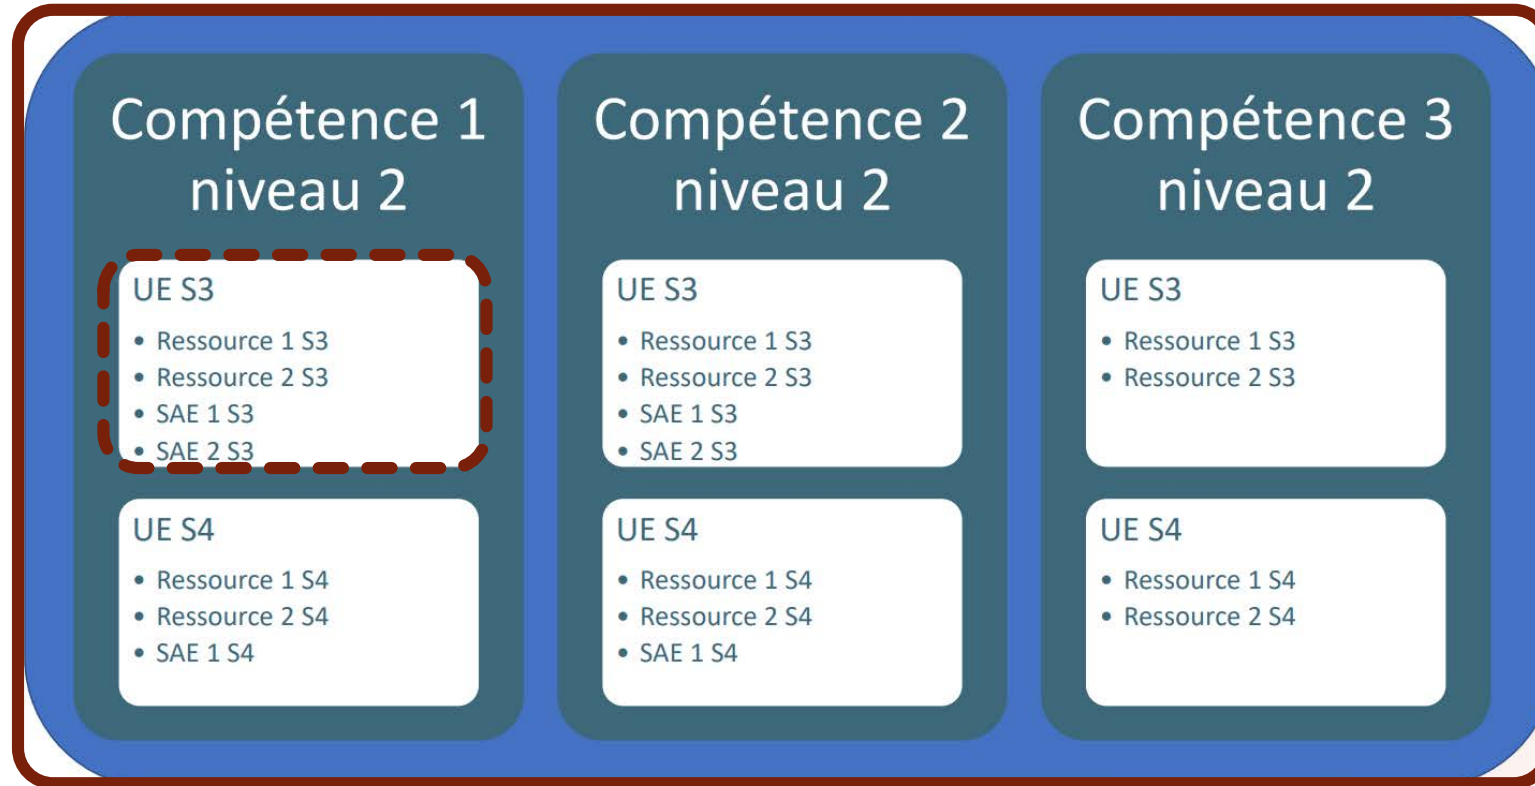 Compétence 1
niveau 2
UE S3
• Ressource 1 S3
• Ressource 2 S3
• SAE 1 S3
• SAE 2 S3
UE S4
• Ressource 1 S4
• Ressource 2 S4
• SAE 1 S4
Compétence 2
niveau 2
UE S3
• Ressource 1 S3
• Ressource 2 S3
• SAE 1 S3
• SAE 2 S3
UE S4
• Ressource 1 S4
• Ressource 2 S4
• SAE 1 S4
Compétence 3
niveau 2
UE S3
• Ressource 1 S3
• Ressource 2 S3
UE S4
• Ressource 1 S4
• Ressource 2 S4